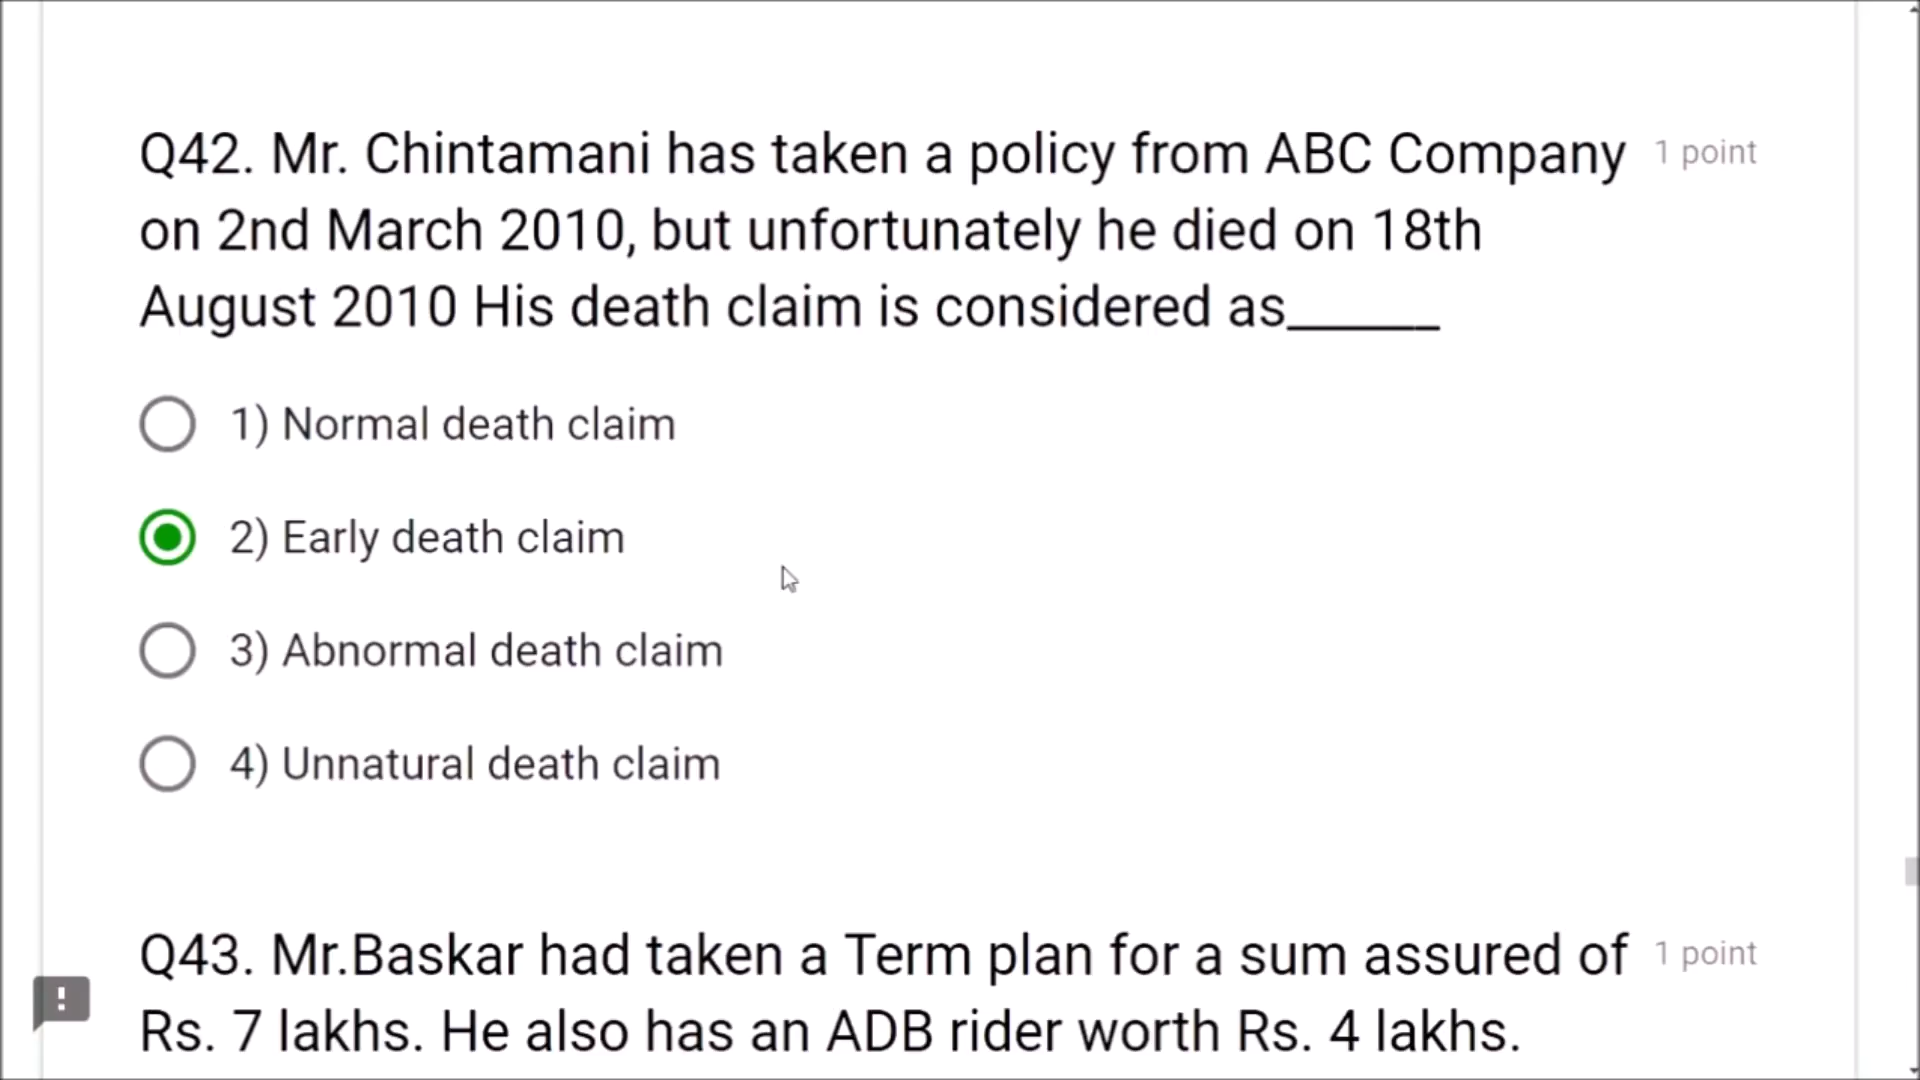 Q42. Mr. Chintamani has taken a policy from ABC Company 1 point
on 2nd March 2010, but unfortunately he died on 18th
August 2010 His death claim is considered as______
1) Normal death claim
2) Early death claim
3) Abnormal death claim
4) Unnatural death claim
Q43. Mr.Baskar had taken a Term plan for a sum assured of 1 point
Rs. 7 lakhs. He also has an ADB rider worth Rs. 4 lakhs.